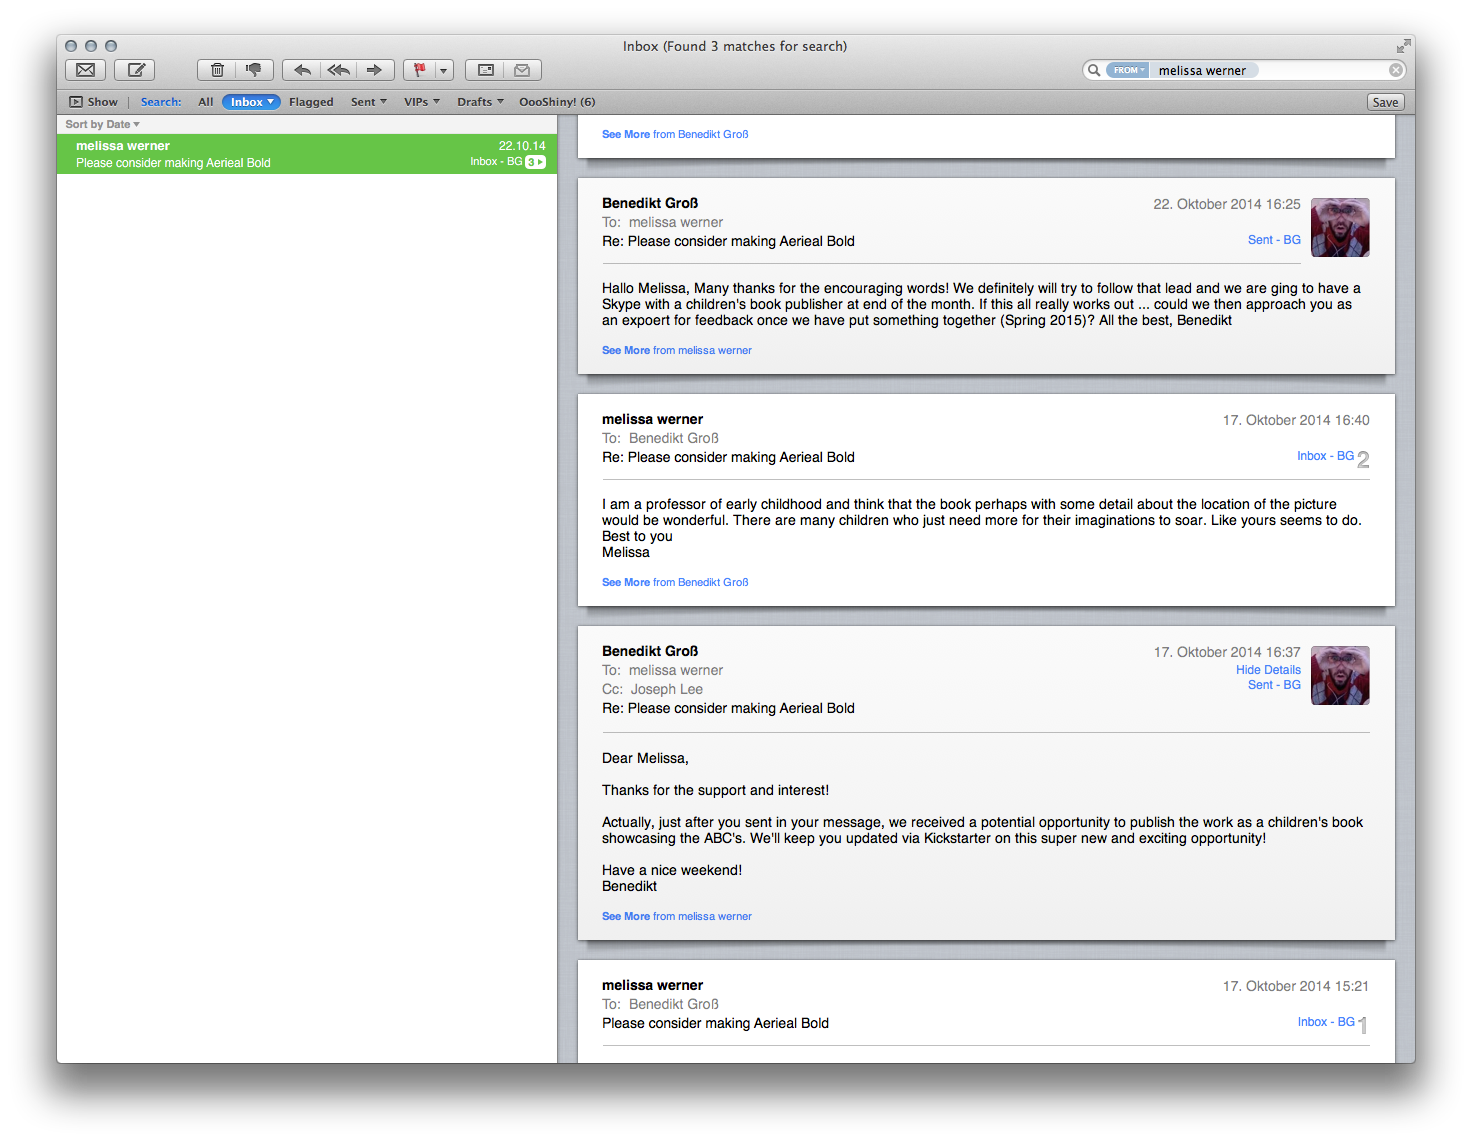 Inbox (Found 3 matches for search)
FROM melissa werner
Show Search: All Inbox Flagged Sent VIPs Drafts OooShiny! (6) Save
Sort by Date
melissa werner 22.10.14
Please consider making Aerieal Bold Inbox - BG 3
See More from Benedikt Groß
Benedikt Groß 22. Oktober 2014 16:25
To: melissa werner
Re: Please consider making Aerieal Bold Sent - BG
Hallo Melissa, Many thanks for the encouraging words! We definitely will try to follow that lead and we are ging to have a
Skype with a children's book publisher at end of the month. If this all really works out ... could we then approach you as
an expoert for feedback once we have put something together (Spring 2015)? All the best, Benedikt
See More from melissa werner
melissa werner 17. Oktober 2014 16:40
To: Benedikt Groß
Re: Please consider making Aerieal Bold Inbox - BG 2
I am a professor of early childhood and think that the book perhaps with some detail about the location of the picture
would be wonderful. There are many children who just need more for their imaginations to soar. Like yours seems to do.
Best to you
Melissa
See More from Benedikt Groß
Benedikt Groß 17. Oktober 2014 16:37
To: melissa werner Hide Details
Cc: Joseph Lee Sent - BG
Re: Please consider making Aerieal Bold
Dear Melissa,
Thanks for the support and interest!
Actually, just after you sent in your message, we received a potential opportunity to publish the work as a children's book
showcasing the ABC's. We'll keep you updated via Kickstarter on this super new and exciting opportunity!
Have a nice weekend!
Benedikt
See More from melissa werner
melissa werner 17. Oktober 2014 15:21
To: Benedikt Groß
Please consider making Aerieal Bold Inbox - BG 1